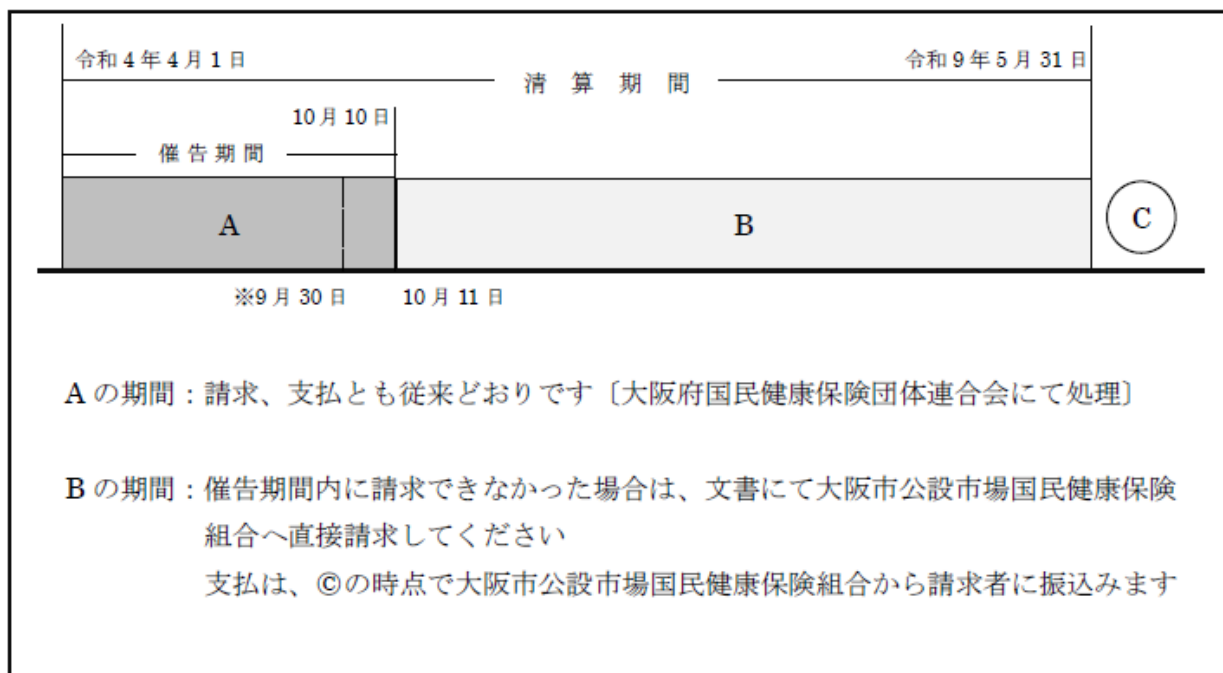 令和4年4月1日
令和9年5月31日
清算期間
10月10日
催告期間
A
B
C
※9月30日
10月11日
Aの期間：請求、支払とも従来どおりです〔大阪府国民健康保険団体連合会にて処理〕
Bの期間：催告期間内に請求できなかった場合は、文書にて大阪市公設市場国民健康保険
組合へ直接請求してください
支払は、©の時点で大阪市公設市場国民健康保険組合から請求者に振込みます